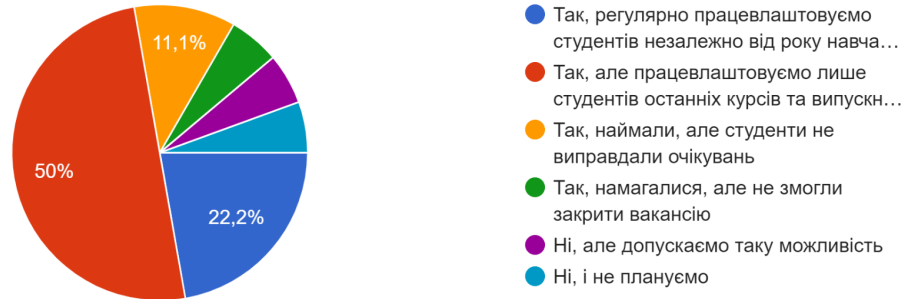 11,1%
50%
22,2%
Так, регулярно працевлаштовуємо
студентів незалежно від року навча…
Так, але працевлаштовуємо лише
студентів останніх курсів та випускн…
Так, наймали, але студенти не
виправдали очікувань
Так, намагалися, але не змогли
закрити вакансію
Ні, але допускаємо таку можливість
Ні, і не плануємо